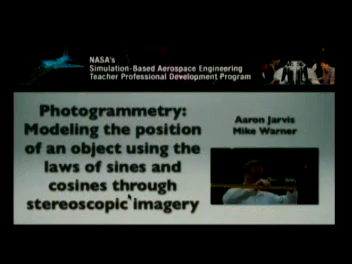 NASA's
Simulation-Based Aerospace Engineering
Teacher Professional Development Program
Photogrammetry:
Modeling the position
of an object using the
laws of sines and
cosines through
stereoscopic imagery
Aaron Jarvis
Mike Warner